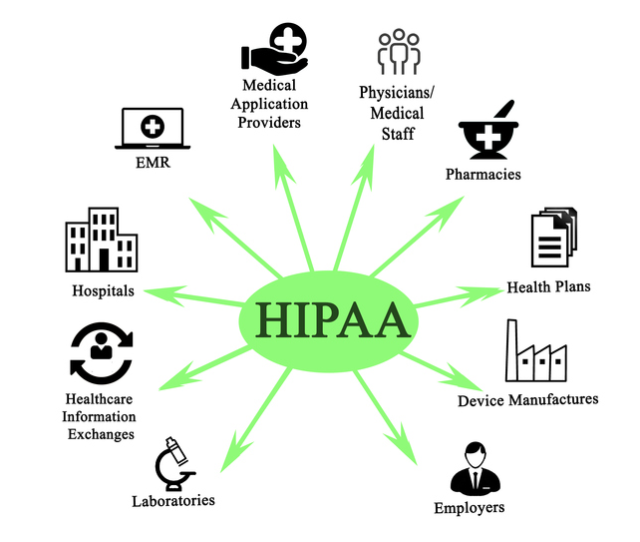 Medical
Application
Providers
Physicians/
Medical
Staff
EMR
Pharmacies
Hospitals
Health Plans
HIPAA
Healthcare
Information
Exchanges
Device Manufactures
Laboratories
Employers